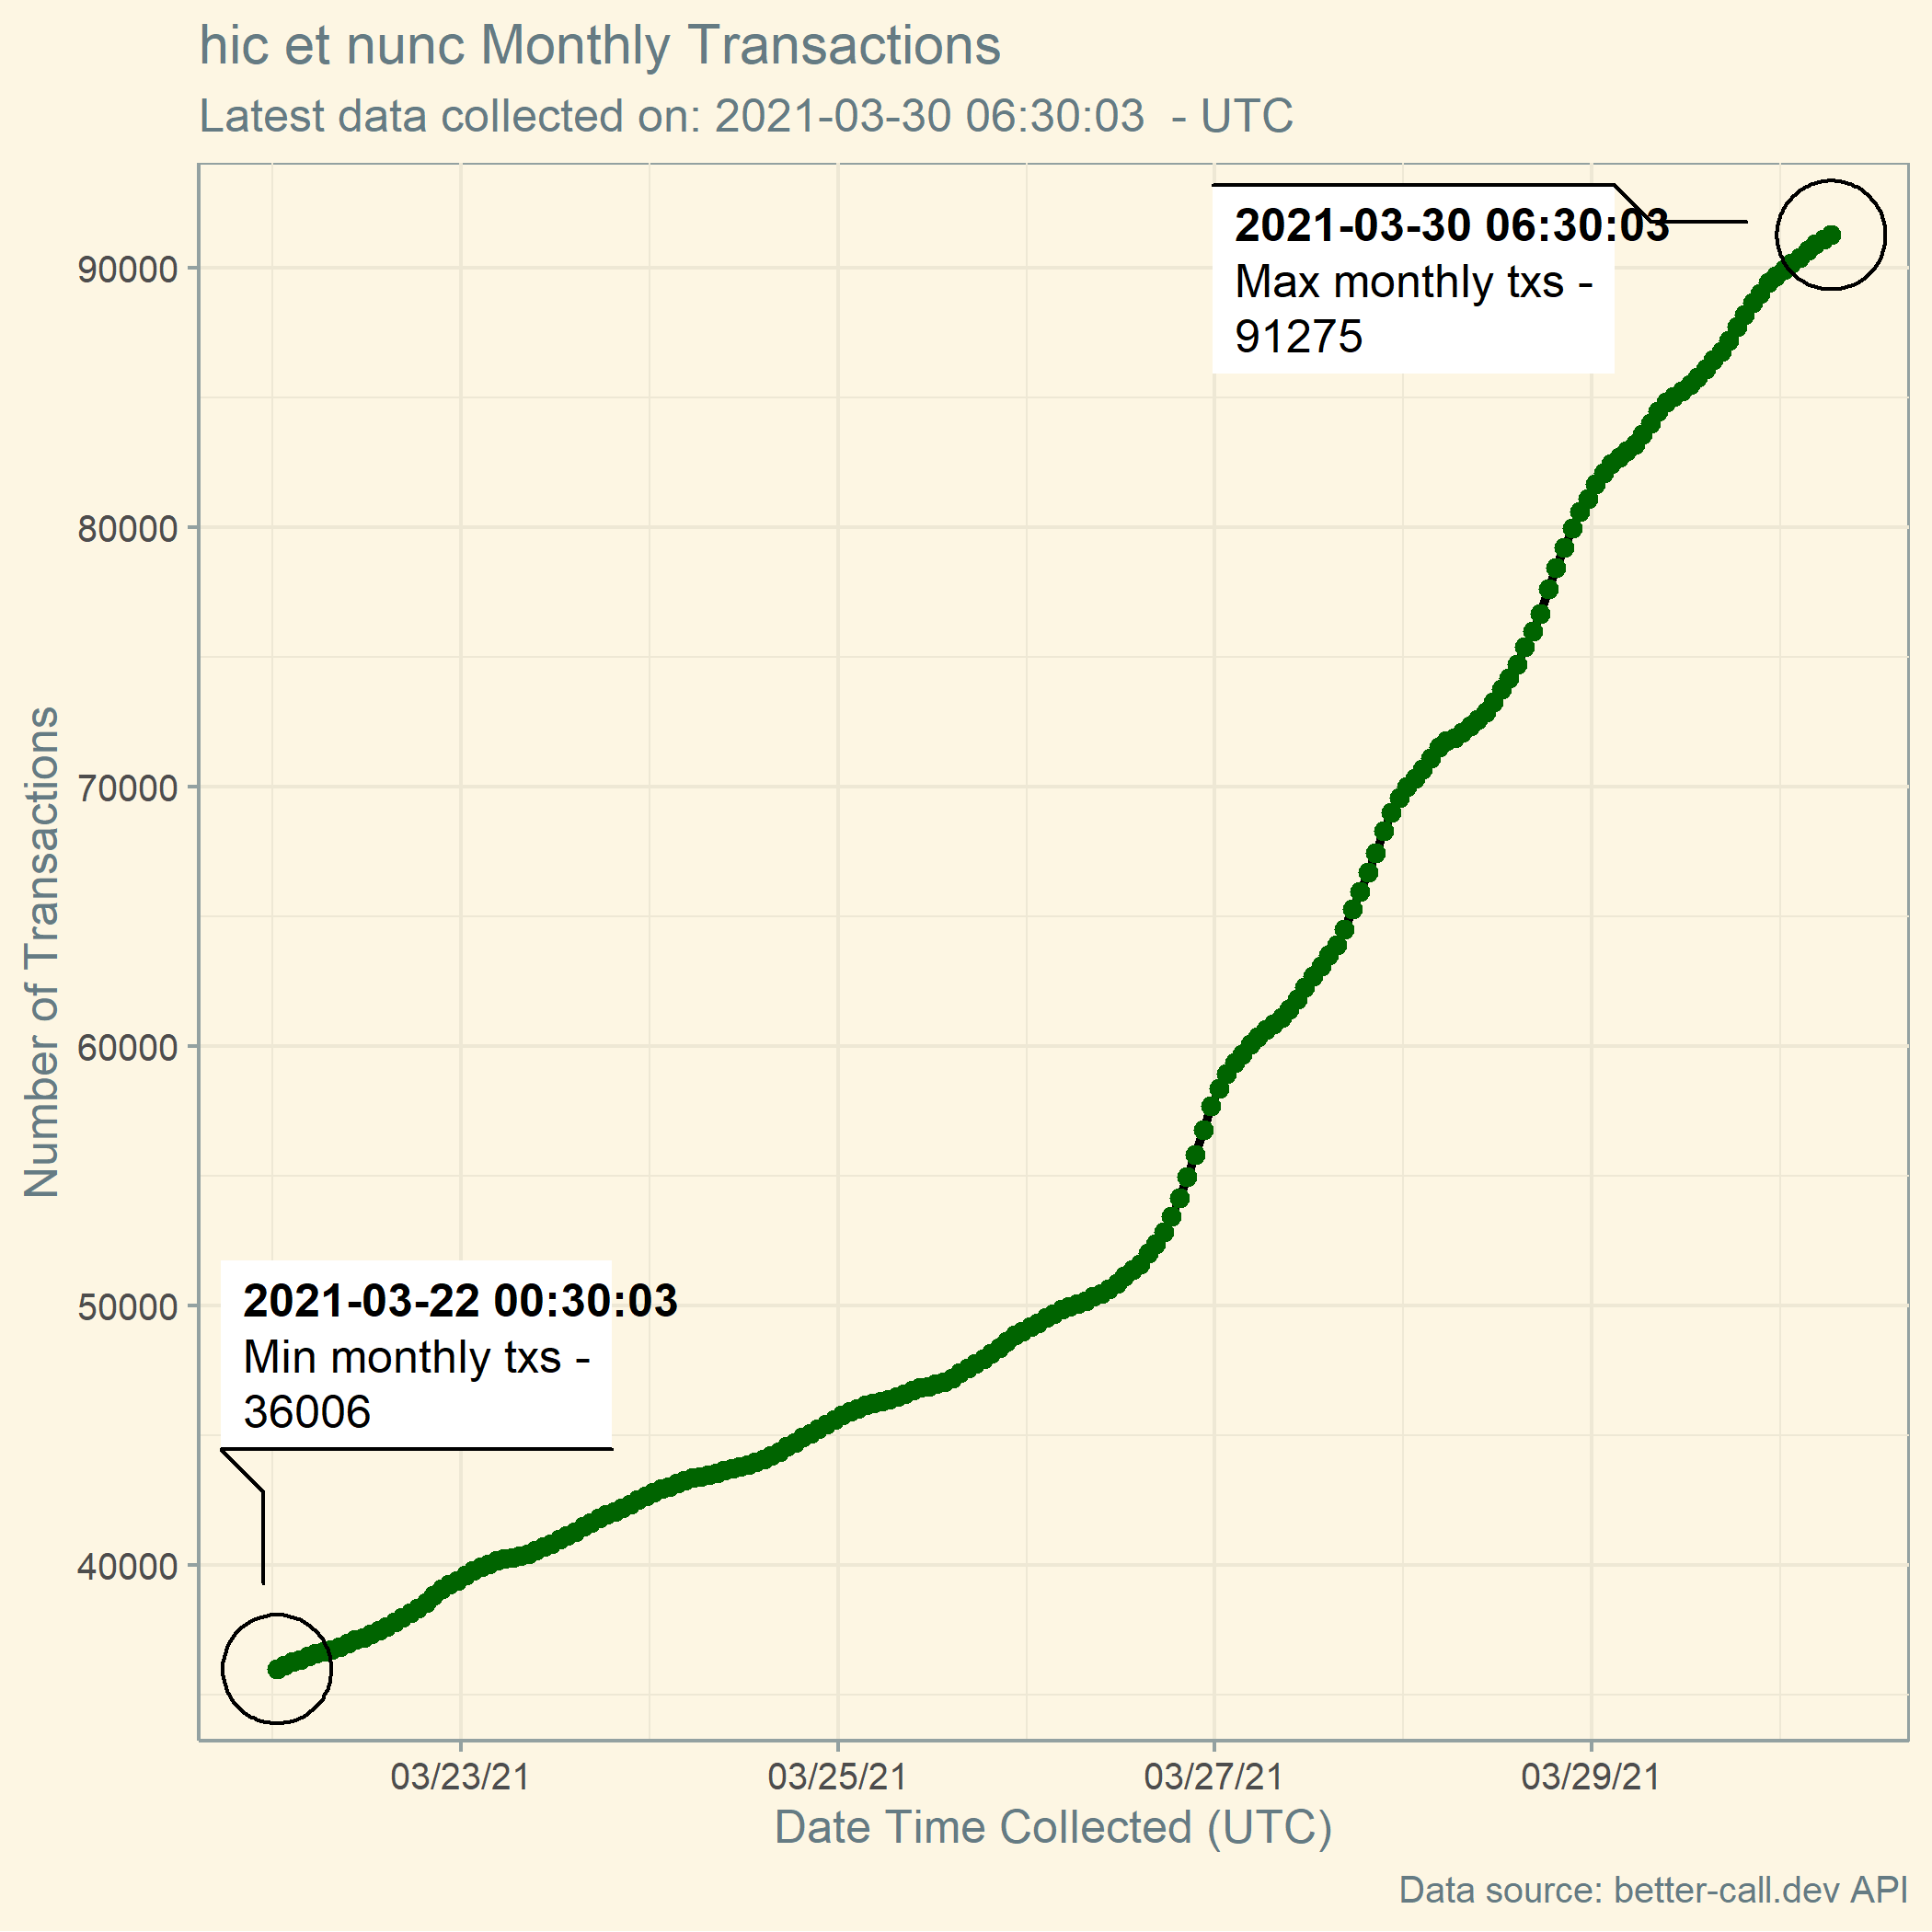 hic et nunc Monthly Transactions
Latest data collected on: 2021-03-30 06:30:03  - UTC
2021-03-30 06:30:03
Max monthly txs -
91275
90000
80000
70000
60000
50000
40000
Number of Transactions
2021-03-22 00:30:03
Min monthly txs -
36006
03/23/21 03/25/21 03/27/21 03/29/21
Date Time Collected (UTC)
Data source: better-call.dev API